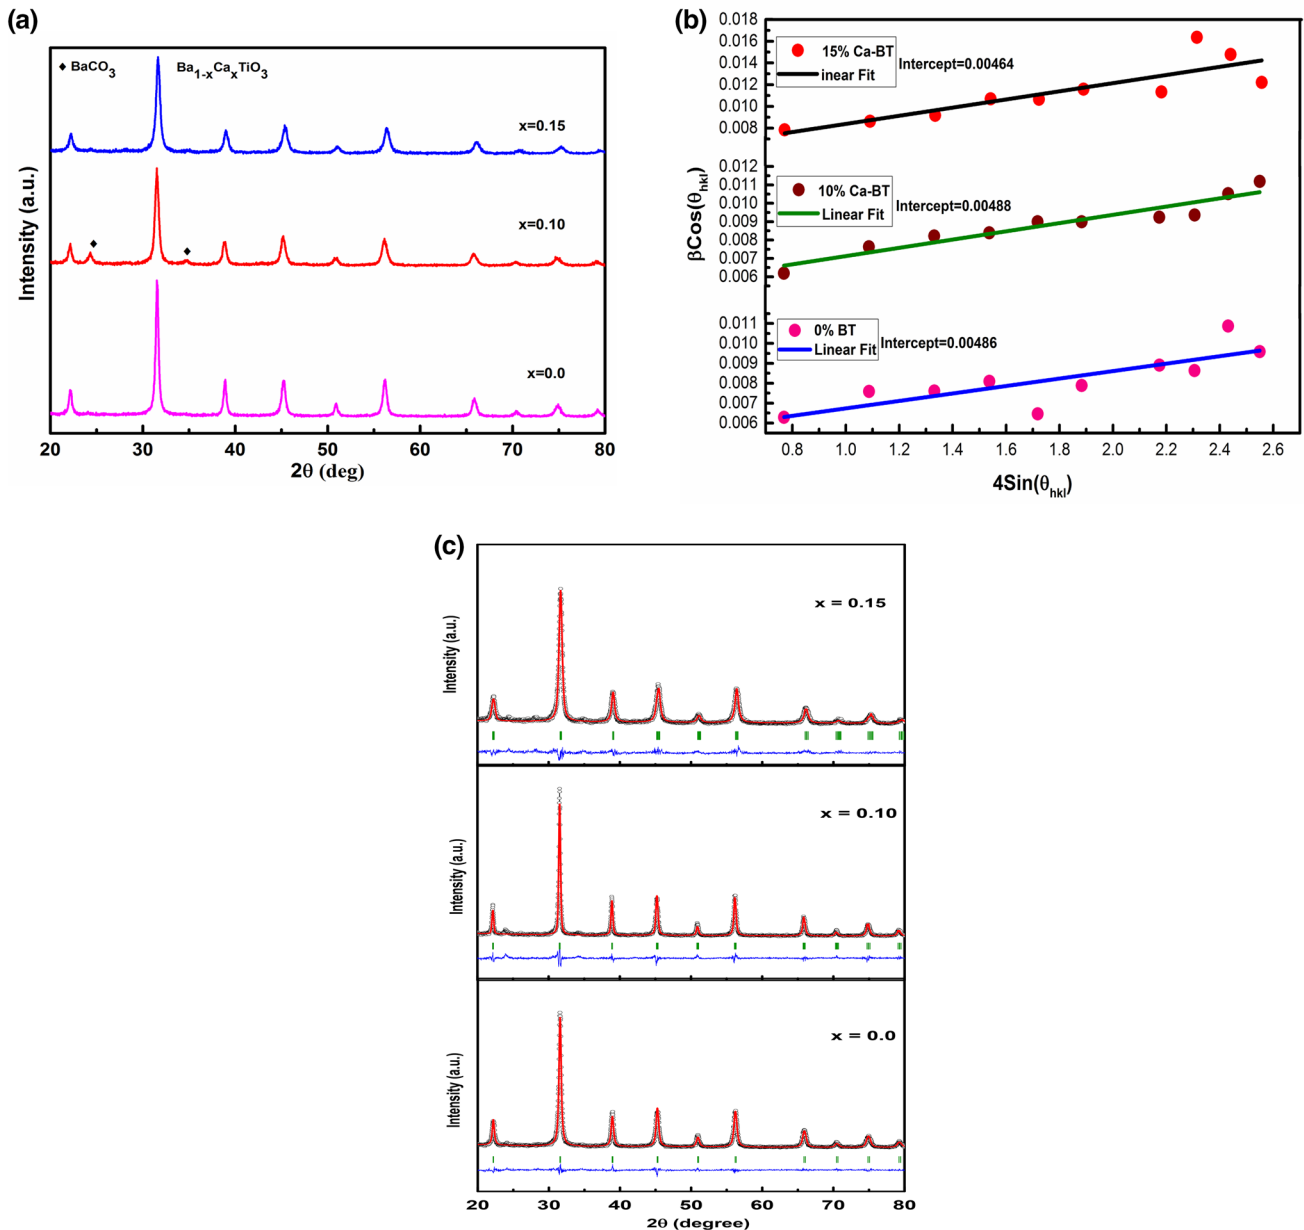 (a)
◆ BaCO3
Ba1-xCaxTiO3
x=0.15
x=0.10
x=0.0
Intensity (a.u.)
20 30 40 50 60 70 80
2θ (deg)
(b)
0.018
0.016
0.014
0.012
0.010
0.008
0.012
0.011
0.010
0.009
0.008
0.007
0.006
0.011
0.010
0.009
0.008
0.007
0.006
15% Ca-BT
inear Fit
Intercept=0.00464
10% Ca-BT
Linear Fit
Intercept=0.00488
0% BT
Linear Fit
Intercept=0.00486
βCos(θhkl)
0.8 1.0 1.2 1.4 1.6 1.8 2.0 2.2 2.4 2.6
4Sin(θhkl)
(c)
x = 0.15
Intensity (a.u.)
x = 0.10
Intensity (a.u.)
x = 0.0
Intensity (a.u.)
20 30 40 50 60 70 80
2θ (degree)